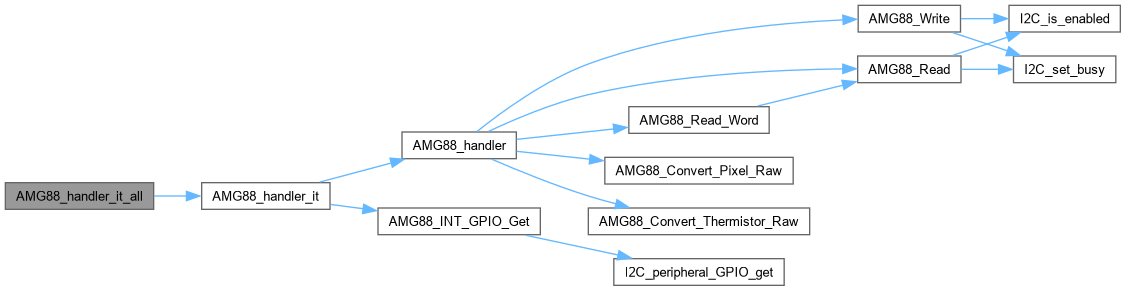 AMG88_handler_it_all
AMG88_handler_it
AMG88_handler
AMG88_INT_GPIO_Get
AMG88_Write
AMG88_Read
AMG88_Read_Word
AMG88_Convert_Pixel_Raw
AMG88_Convert_Thermistor_Raw
I2C_peripheral_GPIO_get
I2C_is_enabled
I2C_set_busy